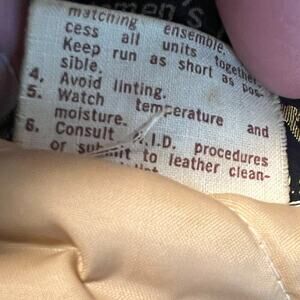 matching ensemble,
cess all units together.
Keep run as short as pos-
sible.
4. Avoid linting.
5. Watch temperature and
moisture.
6. Consult I.D. procedures
or submit to leather clean-